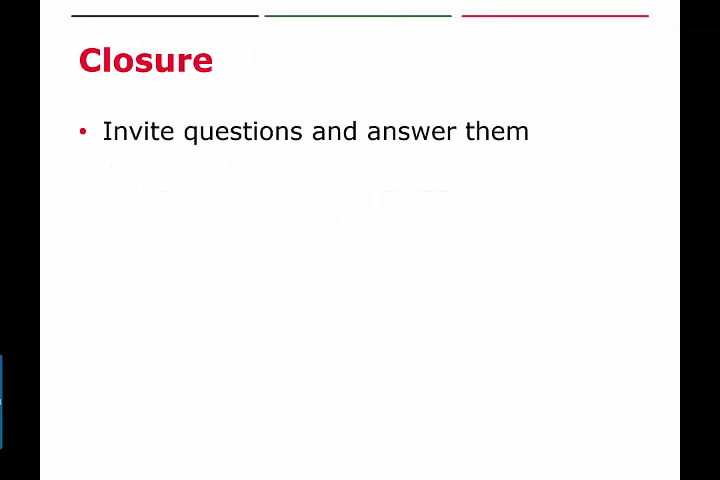 Closure
• Invite questions and answer them